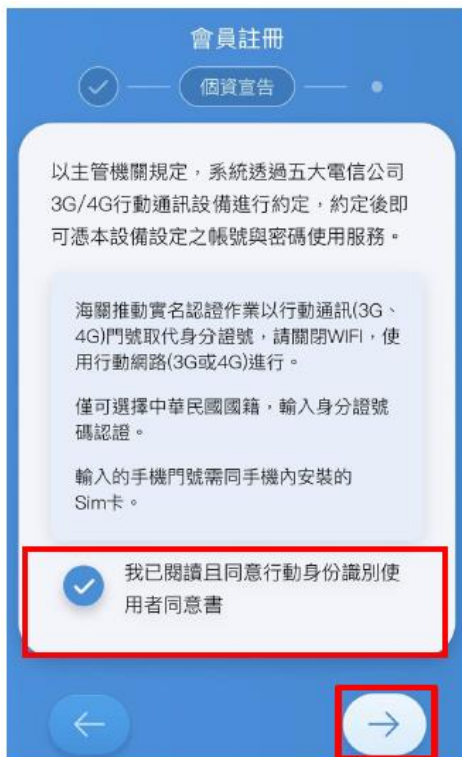 會員註冊
個資宣告
以主管機關規定，系統透過五大電信公司
3G/4G行動通訊設備進行約定，約定後即
可憑本設備設定之帳號與密碼使用服務。
海關推動實名認證作業以行動通訊(3G、
4G)門號取代身分證號，請關閉WIFI，使
用行動網路(3G或4G)進行。
僅可選擇中華民國國籍，輸入身分證號
碼認證。
輸入的手機門號需同手機內安裝的
Sim卡。
我已閱讀且同意行動身份識別使
用者同意書